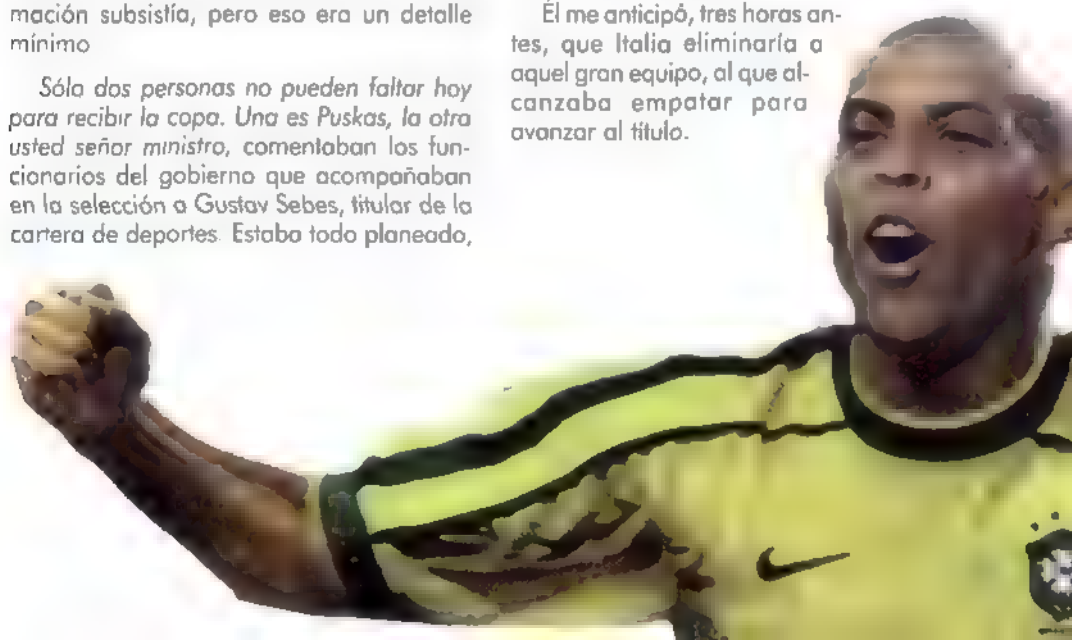 mación subsistía, pero eso era un detalle
mínimo
Sólo dos personas no pueden faltar hoy
para recibir la copa. Una es Puskas, la otra
usted señor ministro, comentaban los fun-
cionarios del gobierno que acompañaban
en la selección a Gustav Sebes, titular de la
cartera de deportes. Estaba todo planeado,
Él me anticipó, tres horas an-
tes, que Italia eliminaría a
aquel gran equipo, al que al-
canzaba empatar para
avanzar al título.